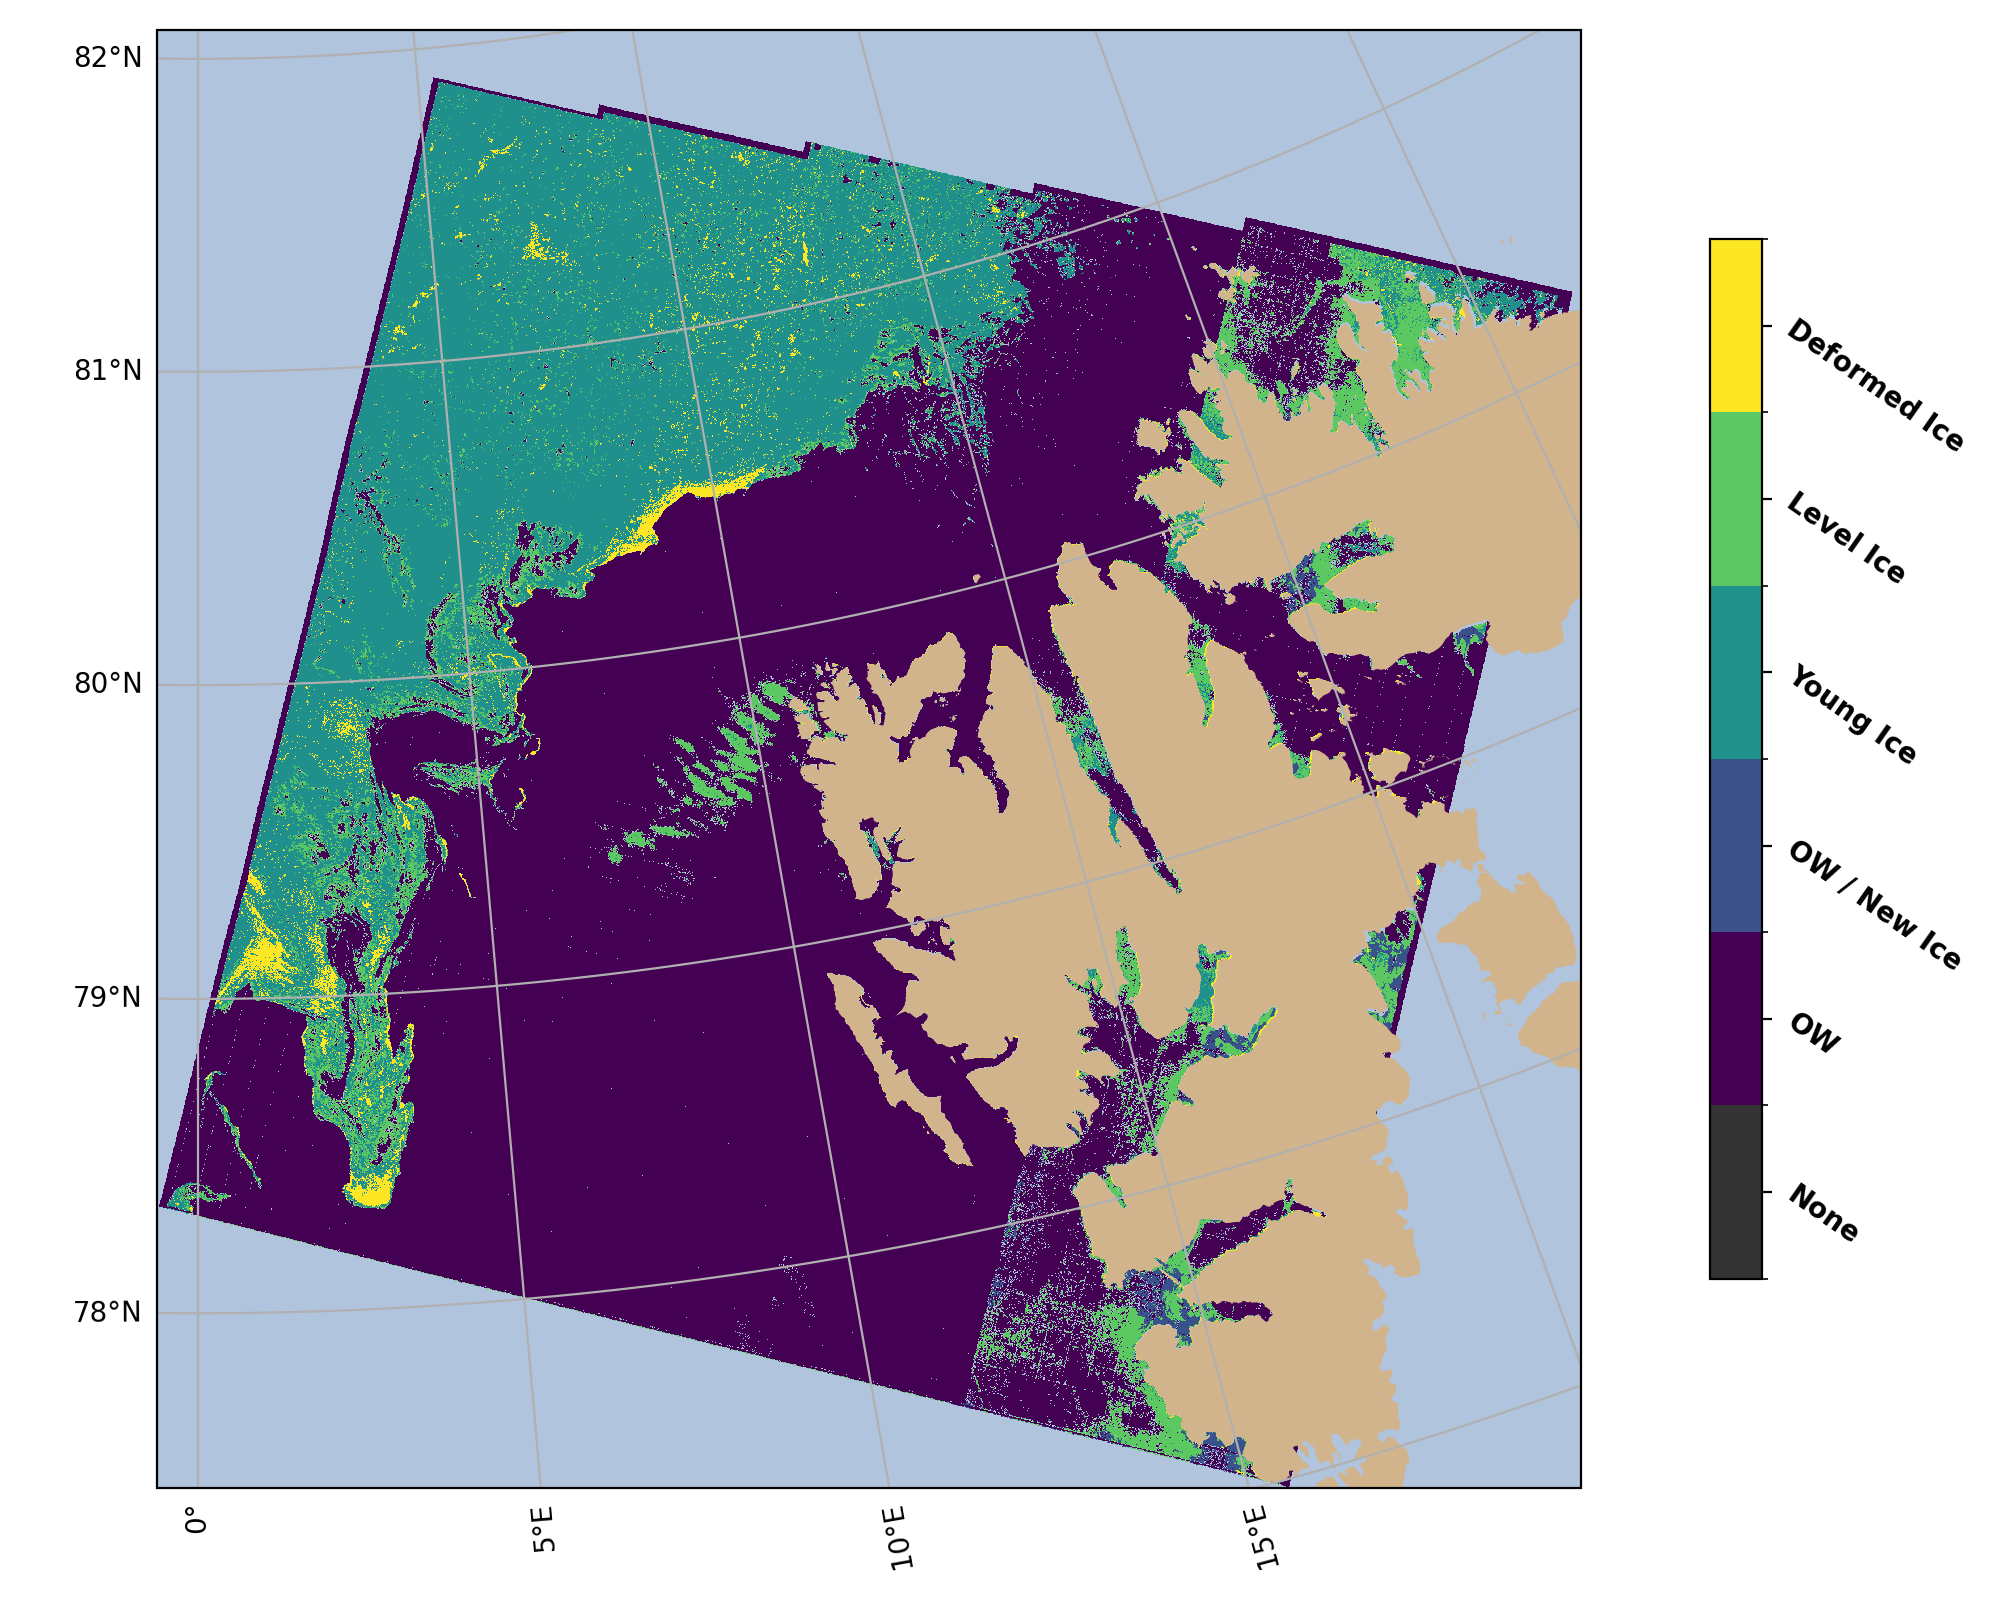 82°N
81°N
80°N
79°N
78°N
0°
5°E
10°E
15°E
Deformed Ice
Level Ice
Young Ice
OW / New Ice
OW
None